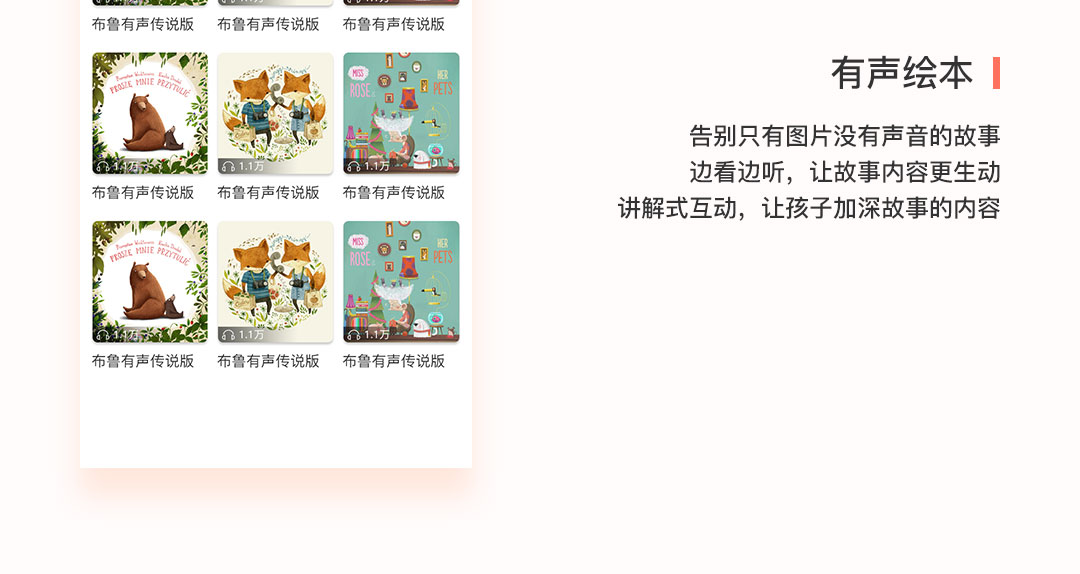 布鲁有声传说版 布鲁有声传说版 布鲁有声传说版
PROSZĘ MNIE PRZYTULIĆ
MISS ROSE HER PETS
1.1万 1.1万 1.1万
布鲁有声传说版 布鲁有声传说版 布鲁有声传说版
PROSZĘ MNIE PRZYTULIĆ
MISS ROSE HER PETS
1.1万 1.1万 1.1万
布鲁有声传说版 布鲁有声传说版 布鲁有声传说版
有声绘本
告别只有图片没有声音的故事
边看边听，让故事内容更生动
讲解式互动，让孩子加深故事的内容